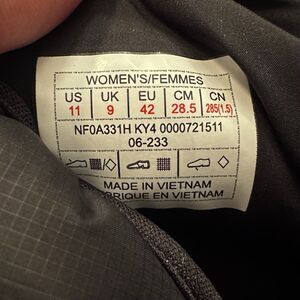 WOMEN'S/FEMMES
US UK EU CM CN
11 9 42 28.5 285(1.5)
NF0A331H KY4 0000721511
06-233
MADE IN VIETNAM
BRIQUE EN VIETNAM